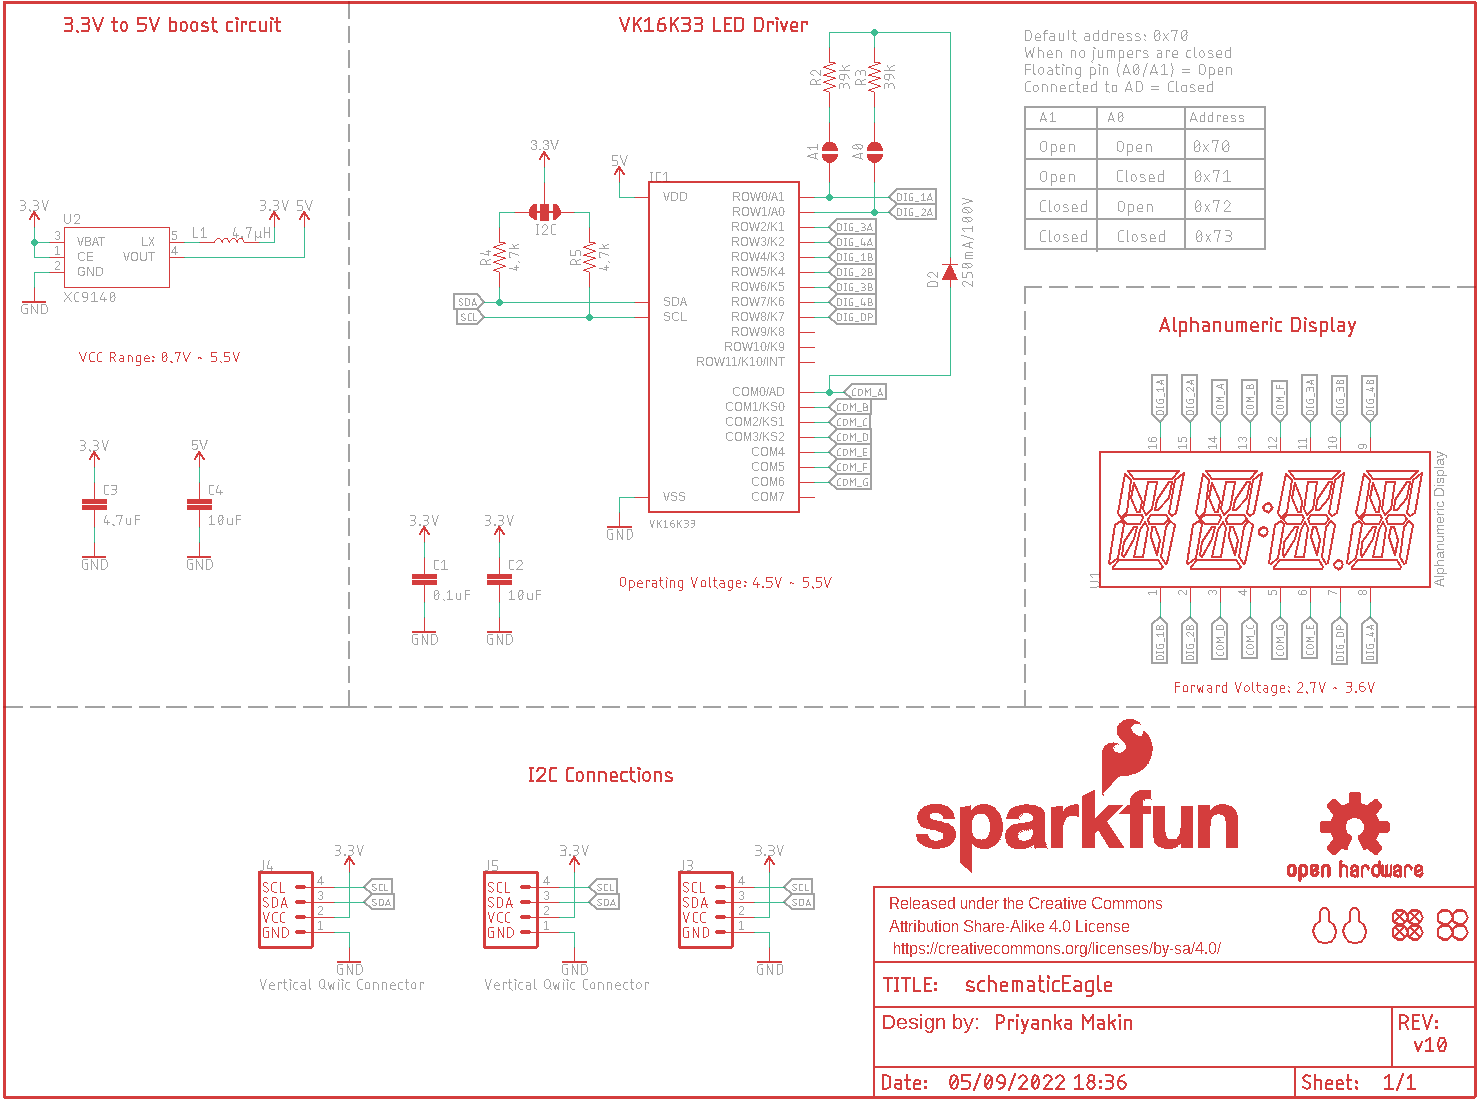 3.3V to 5V boost circuit
3.3V
U2
L1
4.7µH
3.3V
5V
3
VBAT
LX
5
1
CE
VOUT
4
2
GND
XC9140
GND
VCC Range: 0.7V ~ 5.5V
3.3V
C3
4.7uF
GND
5V
C4
10uF
GND
VK16K33 LED Driver
R2
39k
R3
39k
A1
A0
3.3V
I2C
R4
4.7k
R5
4.7k
SDA
SCL
5V
IC1
VDD
SDA
SCL
VSS
GND
VK16K33
ROW0/A1
ROW1/A0
ROW2/K1
ROW3/K2
ROW4/K3
ROW5/K4
ROW6/K5
ROW7/K6
ROW8/K7
ROW9/K8
ROW10/K9
ROW11/K10/INT
COM0/AD
COM1/KS0
COM2/KS1
COM3/KS2
COM4
COM5
COM6
COM7
DIG_1A
DIG_2A
DIG_3A
DIG_4A
DIG_1B
DIG_2B
DIG_3B
DIG_4B
DIG_DP
COM_A
COM_B
COM_C
COM_D
COM_E
COM_F
COM_G
D2
250mA/100V
3.3V
C1
0.1uF
GND
3.3V
C2
10uF
GND
Operating Voltage: 4.5V ~ 5.5V
Default address: 0x70
When no jumpers are closed
Floating pin (A0/A1) = Open
Connected to AD = Closed
A1 A0 Address
Open Open 0x70
Open Closed 0x71
Closed Open 0x72
Closed Closed 0x73
Alphanumeric Display
DIG_1A DIG_2A COM_A COM_B COM_F DIG_3A DIG_3B DIG_4B
16 15 14 13 12 11 10 9
U1
Alphanumeric Display
1 2 3 4 5 6 7 8
DIG_1B DIG_2B COM_D COM_C COM_G COM_E DIG_DP DIG_4A
Forward Voltage: 2.7V ~ 3.6V
I2C Connections
J4
3.3V
SCL 4 SCL
SDA 3 SDA
VCC 2
GND 1
GND
Vertical Qwiic Connector
J5
3.3V
SCL 4 SCL
SDA 3 SDA
VCC 2
GND 1
GND
Vertical Qwiic Connector
J3
3.3V
SCL 4 SCL
SDA 3 SDA
VCC 2
GND 1
GND
sparkfun
open hardware
Released under the Creative Commons
Attribution Share-Alike 4.0 License
https://creativecommons.org/licenses/by-sa/4.0/
TITLE: schematicEagle
Design by: Priyanka Makin
REV:
v10
Date: 05/09/2022 18:36
Sheet: 1/1